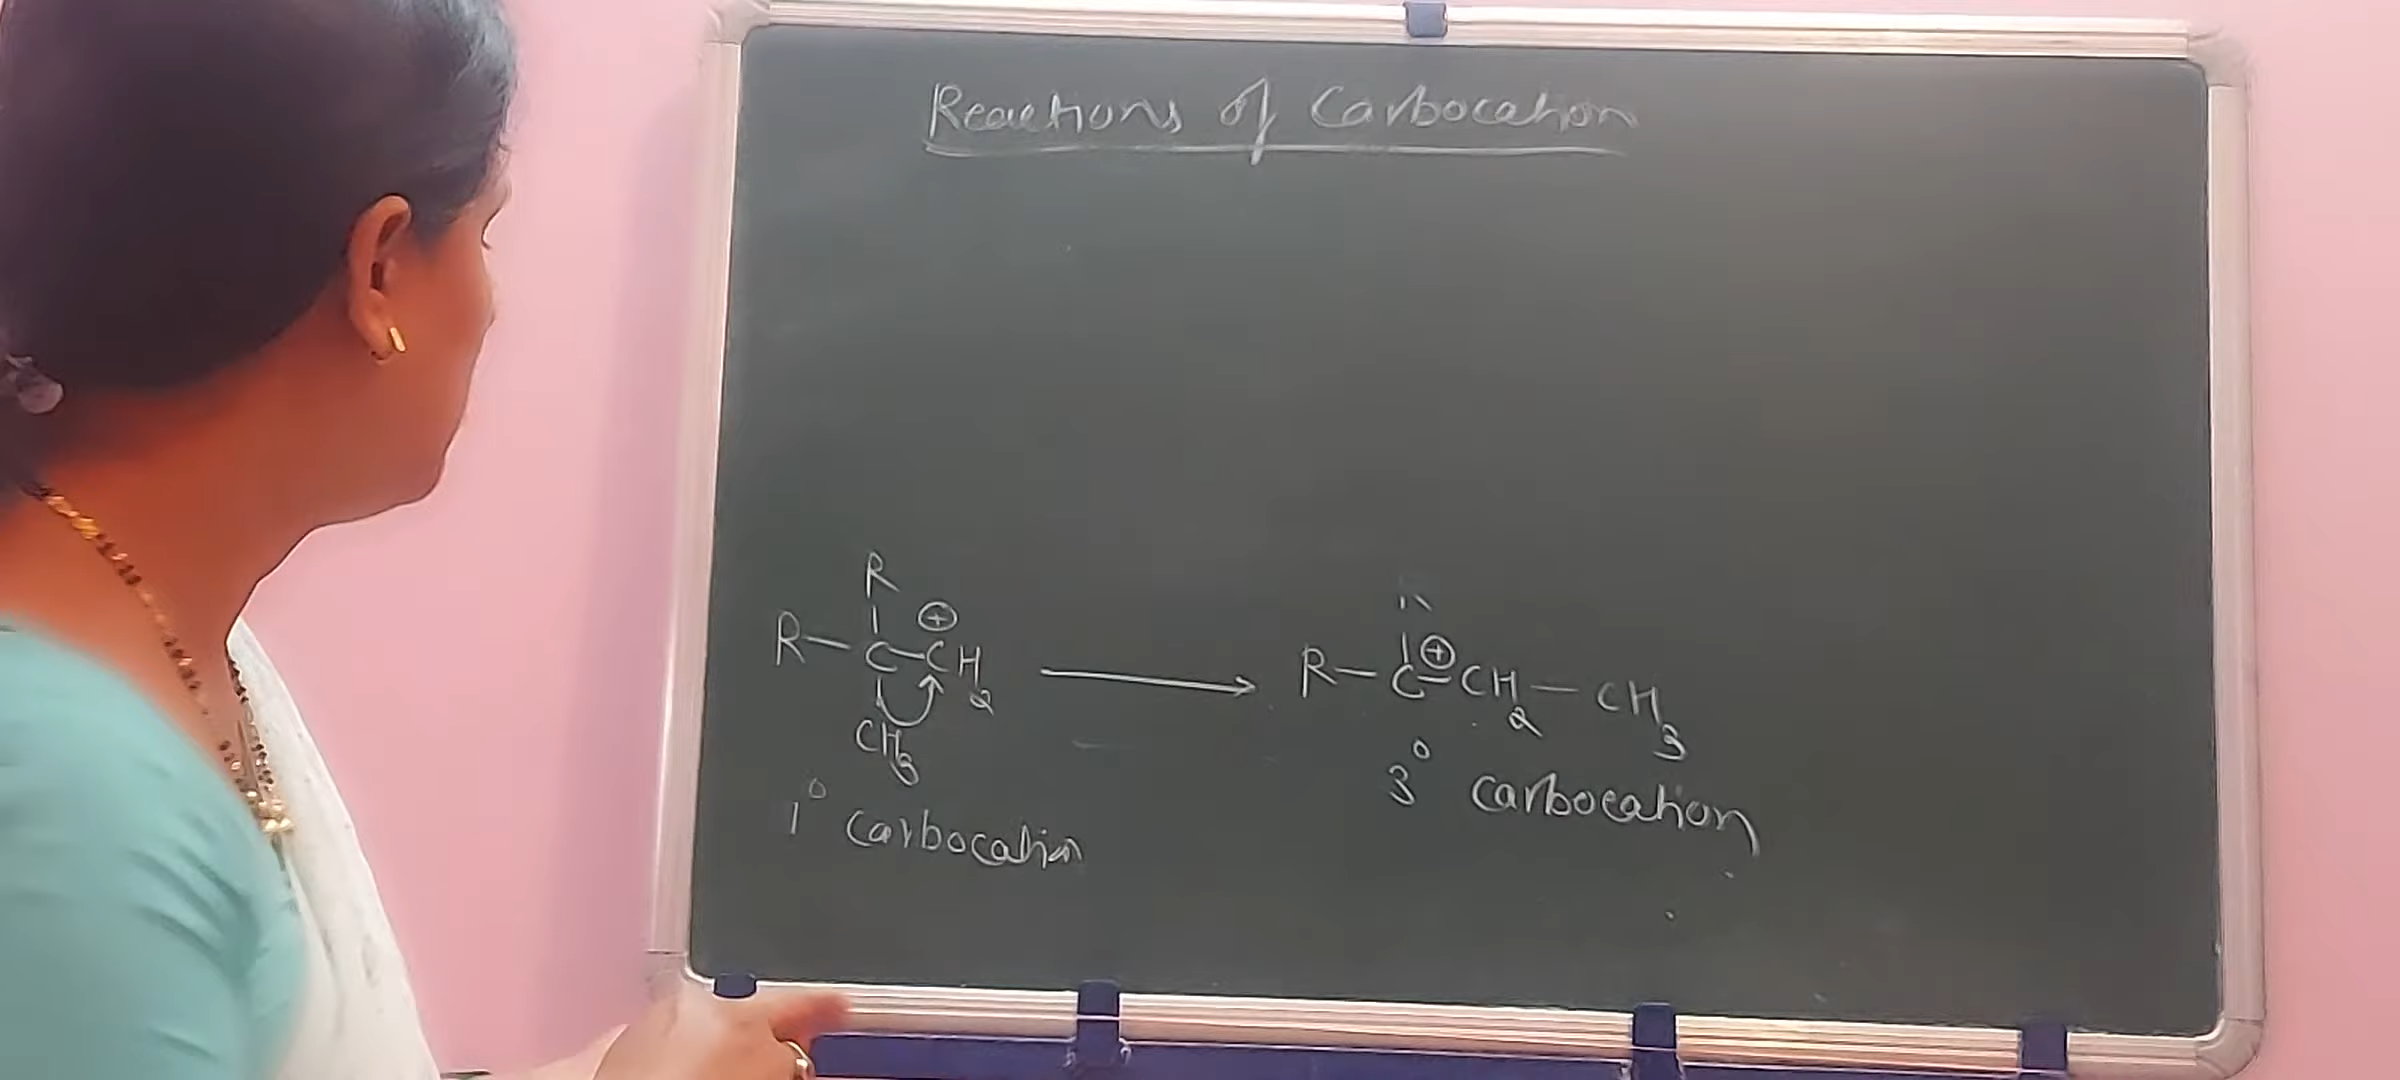 Reactions of Carbocation
R
R—C—CH2 ⊕
CH3
1° carbocation
R—C⊕—CH2—CH3
3° carbocation